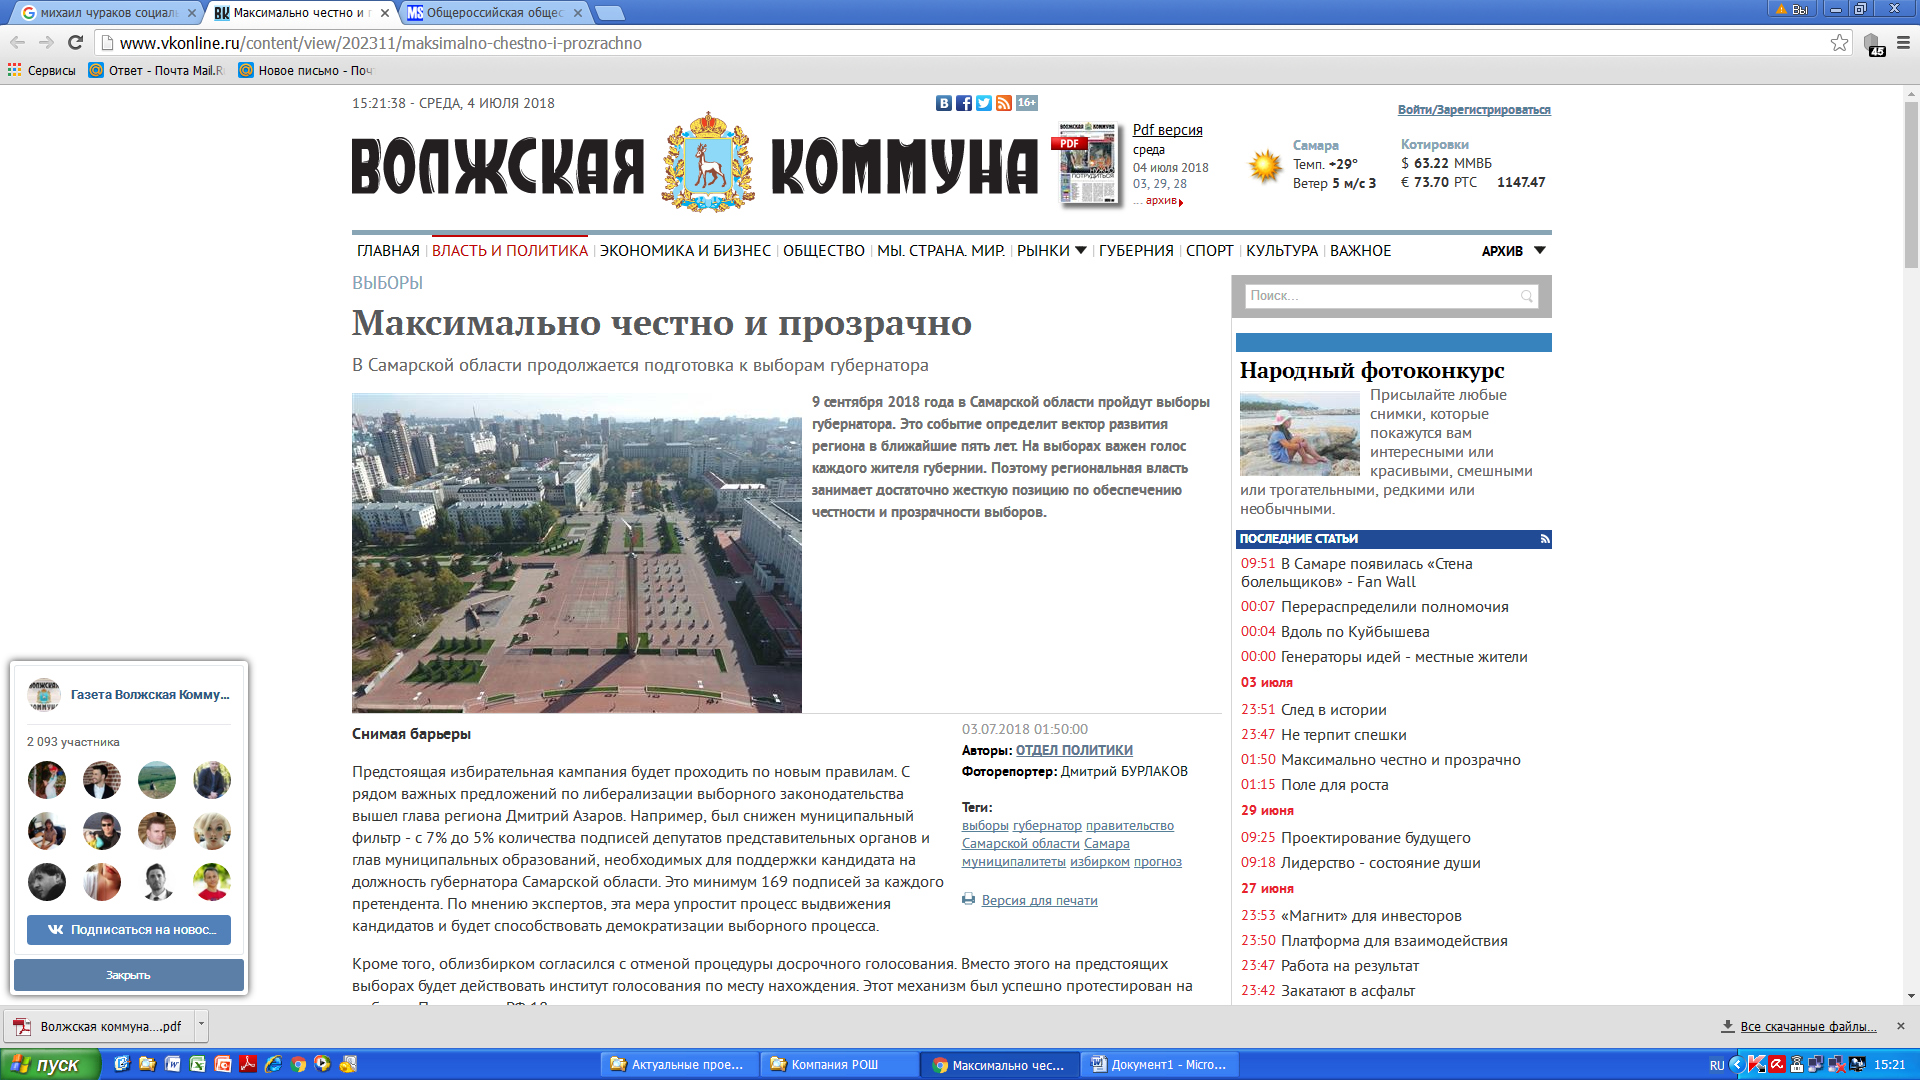 михаил чураков социаль
Максимально честно и п
Общероссийская общес
Вы
www.vkonline.ru/content/view/202311/maksimalno-chestno-i-prozrachno
45
Сервисы
Ответ - Почта Mail.R
Новое письмо - Поч
15:21:38 - СРЕДА, 4 ИЮЛЯ 2018
16+
Войти/Зарегистрироваться
ВОЛЖСКАЯ КОММУНА
PDF
Pdf версия
среда
04 июля 2018
03, 29, 28
... архив
Самара
Темп. +29°
Ветер 5 м/с З
Котировки
$ 63.22 ММВБ
€ 73.70 РТС 1147.47
ГЛАВНАЯ | ВЛАСТЬ И ПОЛИТИКА | ЭКОНОМИКА И БИЗНЕС | ОБЩЕСТВО | МЫ. СТРАНА. МИР. | РЫНКИ | ГУБЕРНИЯ | СПОРТ | КУЛЬТУРА | ВАЖНОЕ
АРХИВ
ВЫБОРЫ
Максимально честно и прозрачно
В Самарской области продолжается подготовка к выборам губернатора
9 сентября 2018 года в Самарской области пройдут выборы
губернатора. Это событие определит вектор развития
региона в ближайшие пять лет. На выборах важен голос
каждого жителя губернии. Поэтому региональная власть
занимает достаточно жесткую позицию по обеспечению
честности и прозрачности выборов.
Снимая барьеры
Предстоящая избирательная кампания будет проходить по новым правилам. С
рядом важных предложений по либерализации выборного законодательства
вышел глава региона Дмитрий Азаров. Например, был снижен муниципальный
фильтр - с 7% до 5% количества подписей депутатов представительных органов и
глав муниципальных образований, необходимых для поддержки кандидата на
должность губернатора Самарской области. Это минимум 169 подписей за каждого
претендента. По мнению экспертов, эта мера упростит процесс выдвижения
кандидатов и будет способствовать демократизации выборного процесса.
Кроме того, облизбирком согласился с отменой процедуры досрочного голосования. Вместо этого на предстоящих
выборах будет действовать институт голосования по месту нахождения. Этот механизм был успешно протестирован на
03.07.2018 01:50:00
Авторы: ОТДЕЛ ПОЛИТИКИ
Фоторепортер: Дмитрий БУРЛАКОВ
Теги:
выборы губернатор правительство
Самарской области Самара
муниципалитеты избирком прогноз
Версия для печати
Поиск...
Народный фотоконкурс
Присылайте любые
снимки, которые
покажутся вам
интересными или
красивыми, смешными
или трогательными, редкими или
необычными.
ПОСЛЕДНИЕ СТАТЬИ
09:51 В Самаре появилась «Стена
болельщиков» - Fan Wall
00:07 Перераспределили полномочия
00:04 Вдоль по Куйбышева
00:00 Генераторы идей - местные жители
03 июля
23:51 След в истории
23:47 Не терпит спешки
01:50 Максимально честно и прозрачно
01:15 Поле для роста
29 июня
09:25 Проектирование будущего
09:18 Лидерство - состояние души
27 июня
23:53 «Магнит» для инвесторов
23:50 Платформа для взаимодействия
23:47 Работа на результат
23:42 Закатают в асфальт
Газета Волжская Комму...
2 093 участника
Подписаться на новос...
Закрыть
Волжская коммуна....pdf
Все скачанные файлы...
пуск
Актуальные прое...
Компания РОШ
Максимально чес...
Документ1 - Micro...
RU
15:21